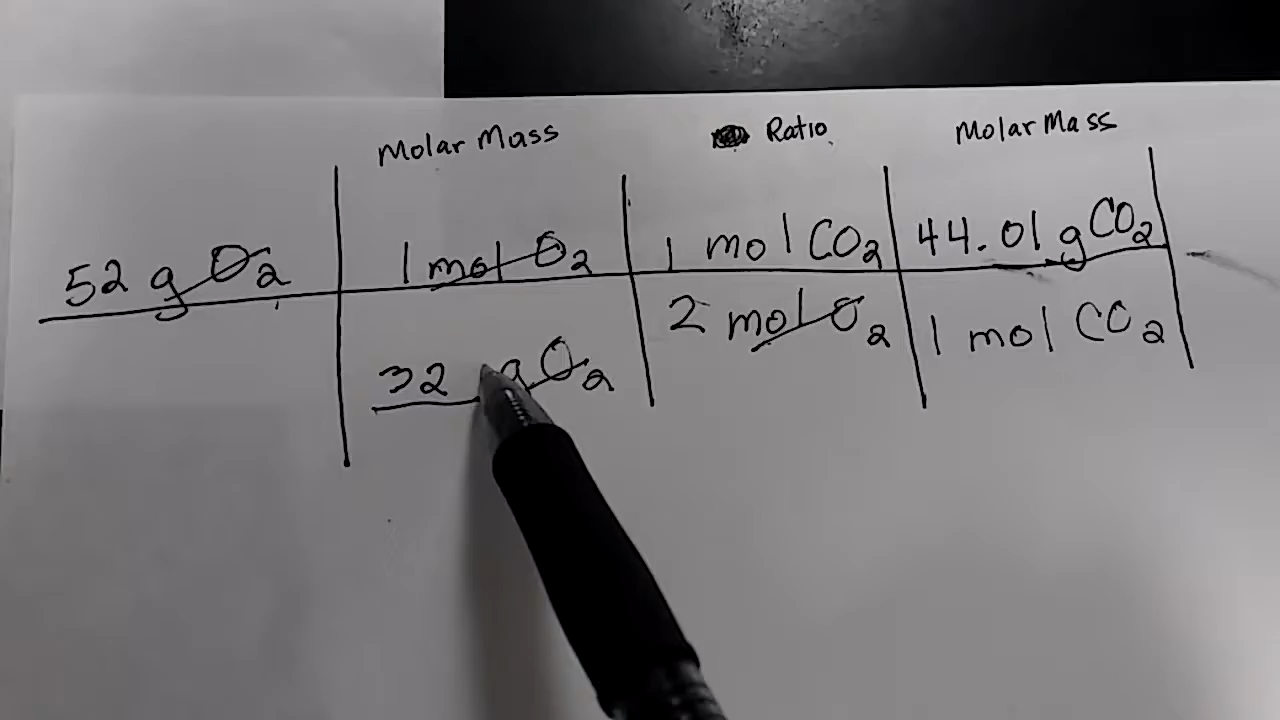 Molar Mass Ratio Molar Mass
52 g O₂ 1 mol O₂ 1 mol CO₂ 44.01 g CO₂
32 g O₂ 2 mol O₂ 1 mol CO₂